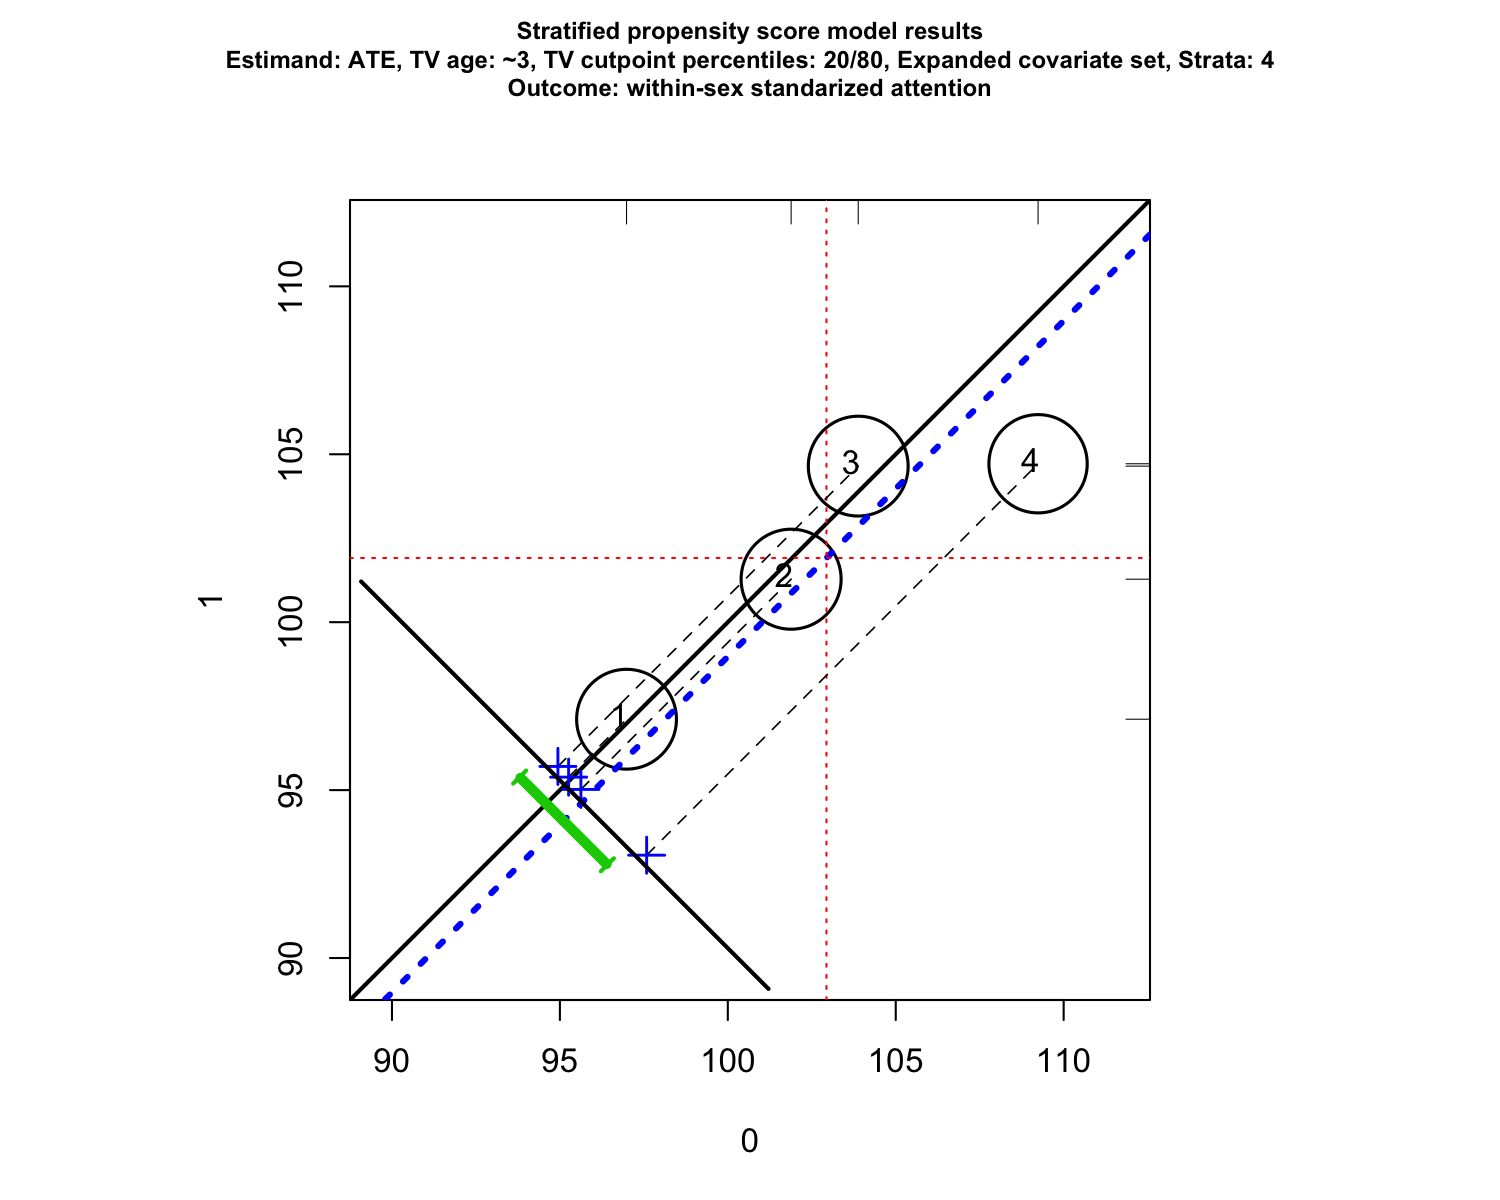 Stratified propensity score model results
Estimand: ATE, TV age: ~3, TV cutpoint percentiles: 20/80, Expanded covariate set, Strata: 4
Outcome: within-sex standarized attention
110
105
100
95
90
1
3
4
2
1
90 95 100 105 110
0